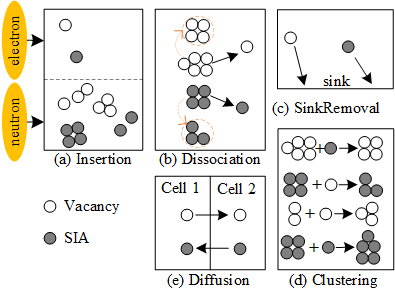 electron
neutron
(a) Insertion
(b) Dissociation
sink
(c) SinkRemoval
Vacancy
SIA
Cell 1
Cell 2
(e) Diffusion
+
+
+
+
(d) Clustering